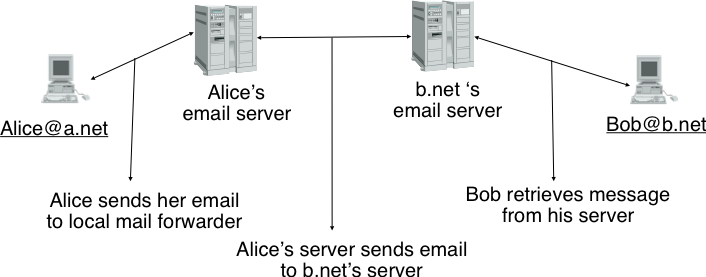 Alice's
email server
b.net ‘s
email server
Alice@a.net
Bob@b.net
Alice sends her email
to local mail forwarder
Bob retrieves message
from his server
Alice's server sends email
to b.net's server